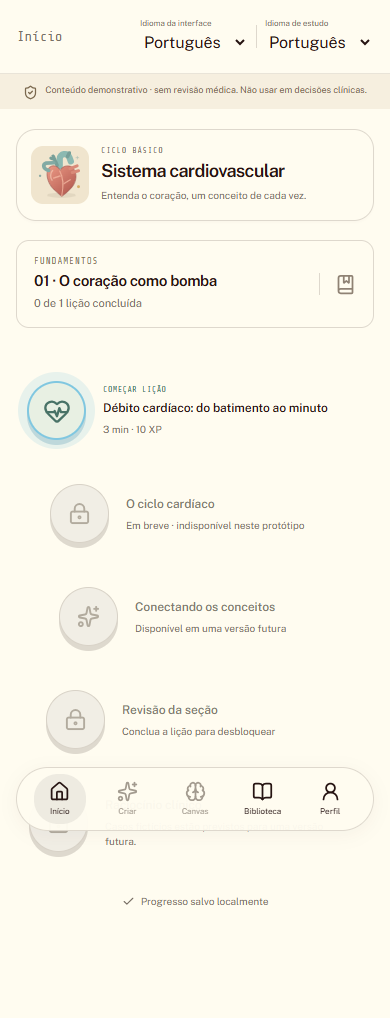 Início
Idioma da interface
Português
Idioma de estudo
Português
Conteúdo demonstrativo · sem revisão médica. Não usar em decisões clínicas.
CICLO BÁSICO
Sistema cardiovascular
Entenda o coração, um conceito de cada vez.
FUNDAMENTOS
01 · O coração como bomba
0 de 1 lição concluída
COMEÇAR LIÇÃO
Débito cardíaco: do batimento ao minuto
3 min · 10 XP
O ciclo cardíaco
Em breve · indisponível neste protótipo
Conectando os conceitos
Disponível em uma versão futura
Revisão da seção
Conclua a lição para desbloquear
Início
Criar
Canvas
Biblioteca
Perfil
futura.
Progresso salvo localmente